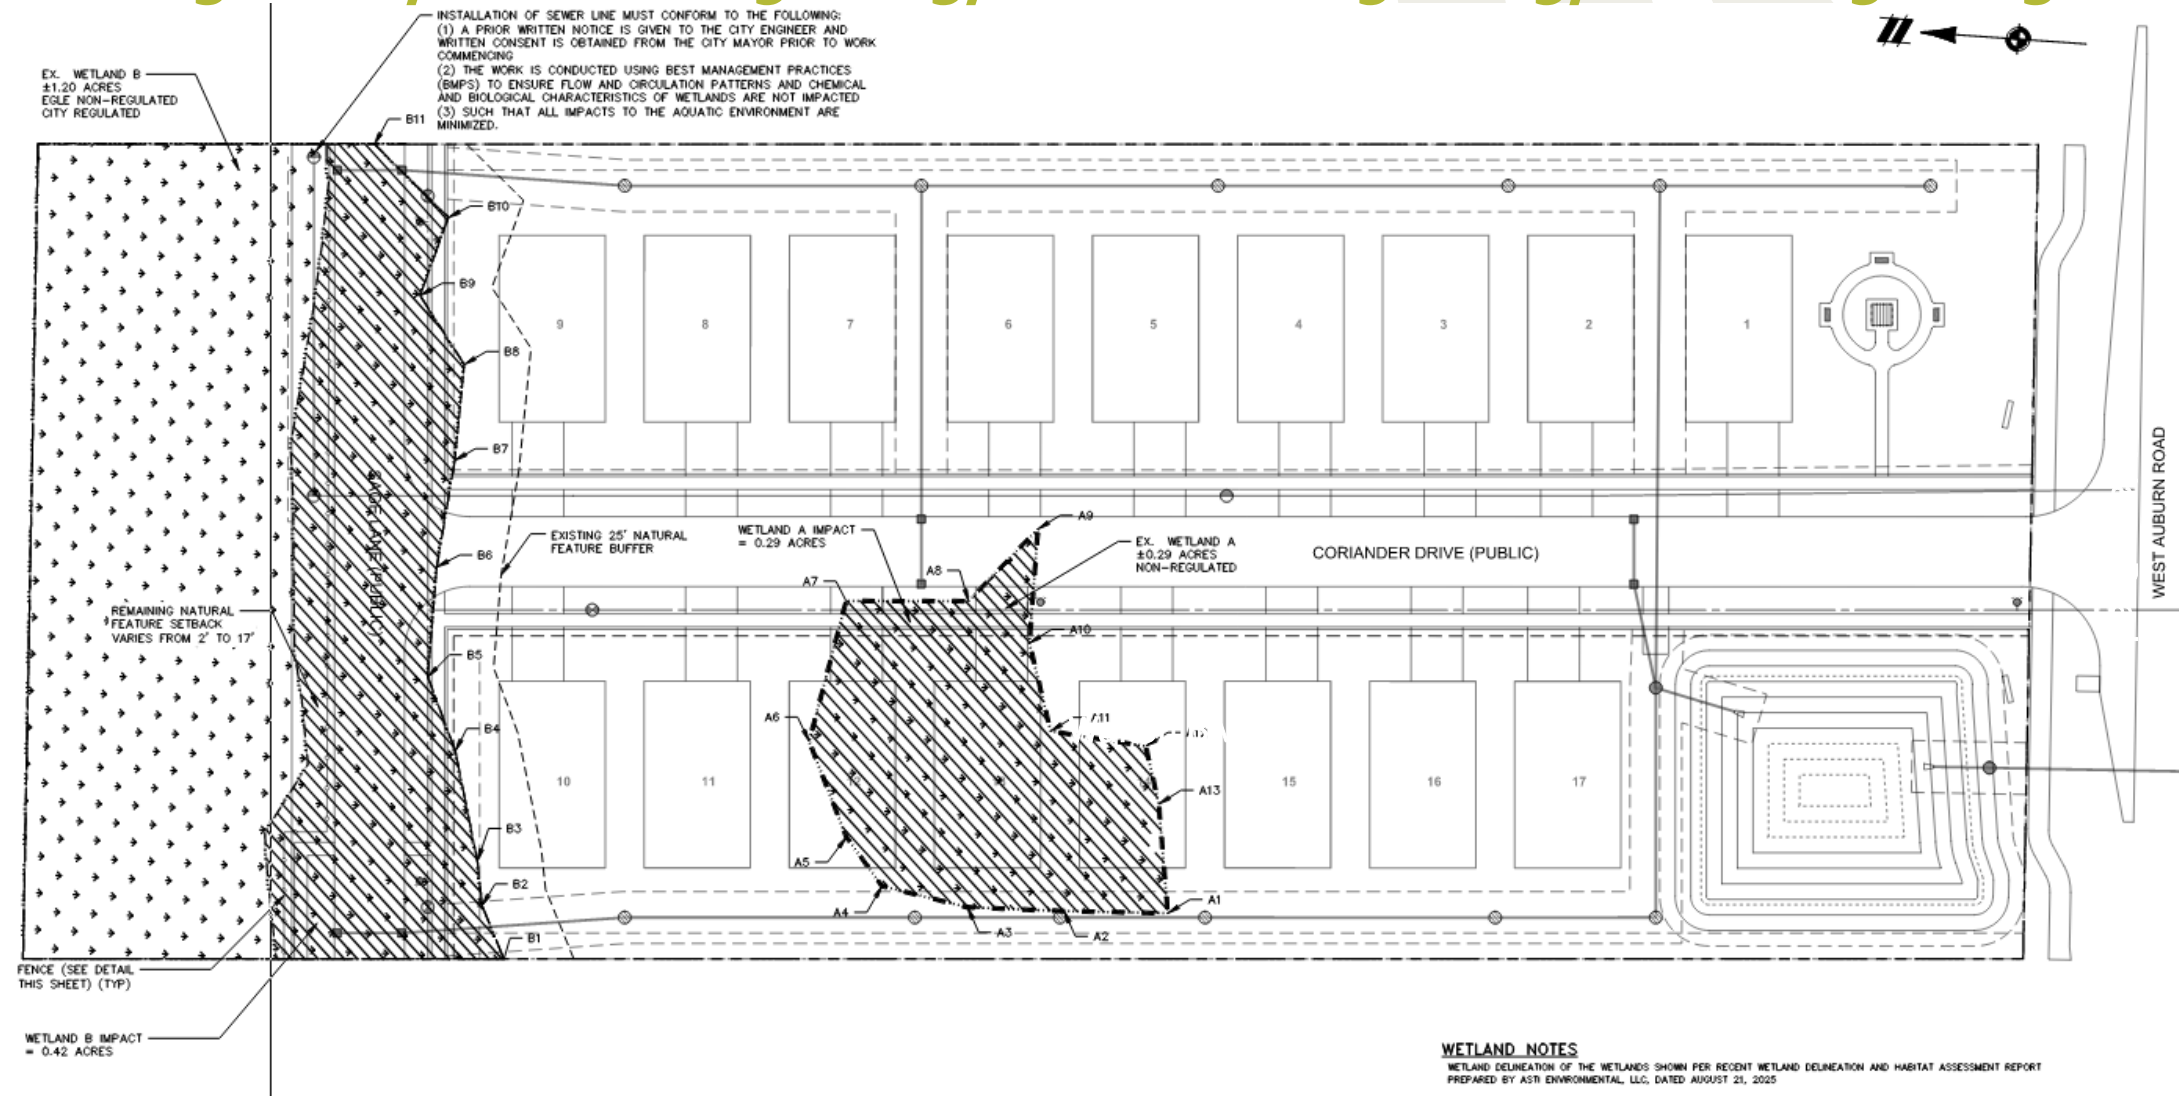 INSTALLATION OF SEWER LINE MUST CONFORM TO THE FOLLOWING:
(1) A PRIOR WRITTEN NOTICE IS GIVEN TO THE CITY ENGINEER AND
WRITTEN CONSENT IS OBTAINED FROM THE CITY MAYOR PRIOR TO WORK
COMMENCING
(2) THE WORK IS CONDUCTED USING BEST MANAGEMENT PRACTICES
(BMPS) TO ENSURE FLOW AND CIRCULATION PATTERNS AND CHEMICAL
AND BIOLOGICAL CHARACTERISTICS OF WETLANDS ARE NOT IMPACTED
(3) SUCH THAT ALL IMPACTS TO THE AQUATIC ENVIRONMENT ARE
MINIMIZED.
EX. WETLAND B
±1.20 ACRES
EGLE NON-REGULATED
CITY REGULATED
B11
B10
B9
B8
B7
B6
B5
B4
B3
B2
B1
9
8
7
6
5
4
3
2
1
SAGE LANE (PUBLIC)
EXISTING 25' NATURAL
FEATURE BUFFER
WETLAND A IMPACT
= 0.29 ACRES
EX. WETLAND A
±0.29 ACRES
NON-REGULATED
CORIANDER DRIVE (PUBLIC)
WEST AUBURN ROAD
REMAINING NATURAL
FEATURE SETBACK
VARIES FROM 2' TO 17'
A9
A8
A7
A10
A6
A11
A13
A5
A4
A3
A2
A1
10
11
12
13
15
16
17
FENCE (SEE DETAIL
THIS SHEET) (TYP)
WETLAND B IMPACT
= 0.42 ACRES
WETLAND NOTES
WETLAND DELINEATION OF THE WETLANDS SHOWN PER RECENT WETLAND DELINEATION AND HABITAT ASSESSMENT REPORT
PREPARED BY ASTI ENVIRONMENTAL, LLC, DATED AUGUST 21, 2025